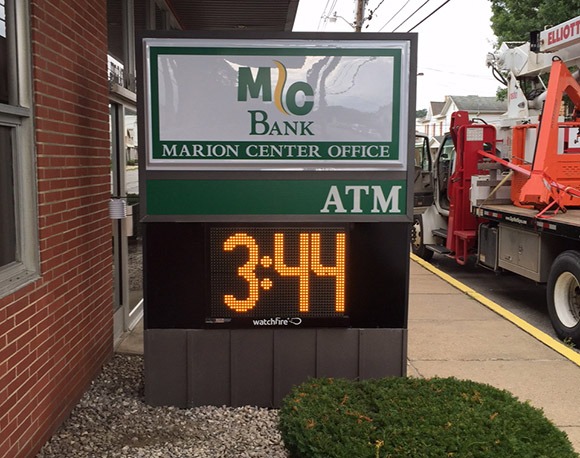 ELLIOTT
MC
BANK
MARION CENTER OFFICE
ATM
3:44
watchfire